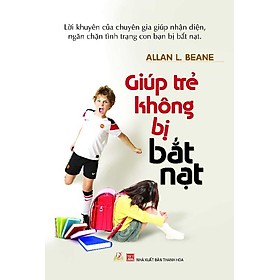 Lời khuyên của chuyên gia giúp nhận diện,
ngăn chặn tình trạng con bạn bị bắt nạt.
ALLAN L. BEANE
Giúp trẻ
không
bị
bắt
nạt
NHÀ XUẤT BẢN THANH HÓA